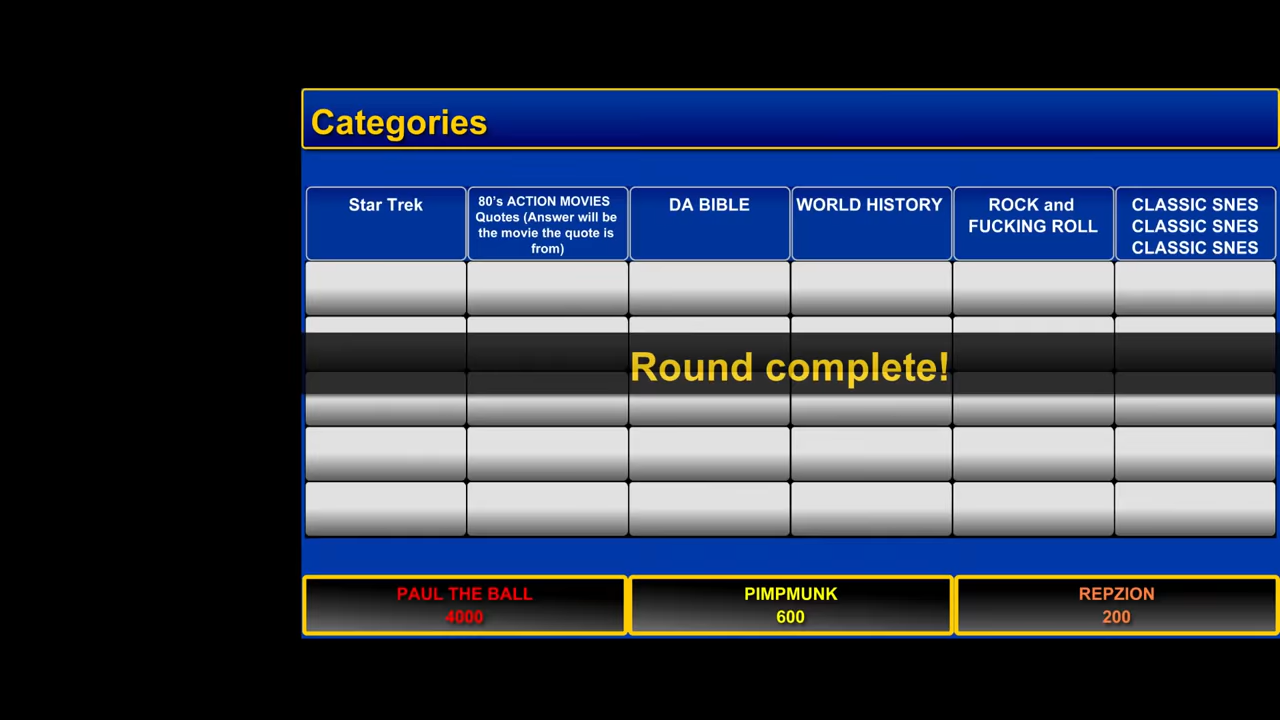 Categories
Star Trek
80's ACTION MOVIES
Quotes (Answer will be
the movie the quote is
from)
DA BIBLE
WORLD HISTORY
ROCK and
FUCKING ROLL
CLASSIC SNES
CLASSIC SNES
CLASSIC SNES
Round complete!
PAUL THE BALL
4000
PIMPMUNK
600
REPZION
200